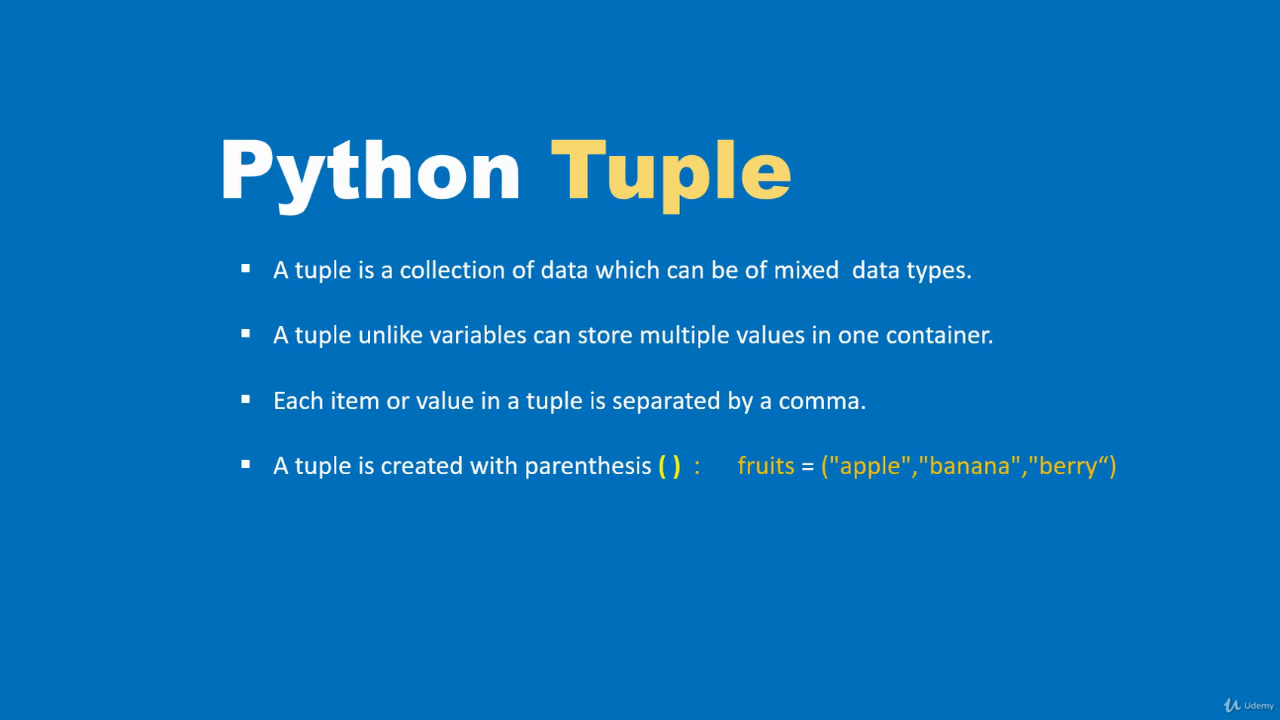 Python Tuple
▪ A tuple is a collection of data which can be of mixed  data types.
▪ A tuple unlike variables can store multiple values in one container.
▪ Each item or value in a tuple is separated by a comma.
▪ A tuple is created with parenthesis ( ) : fruits = ("apple","banana","berry“)
Udemy